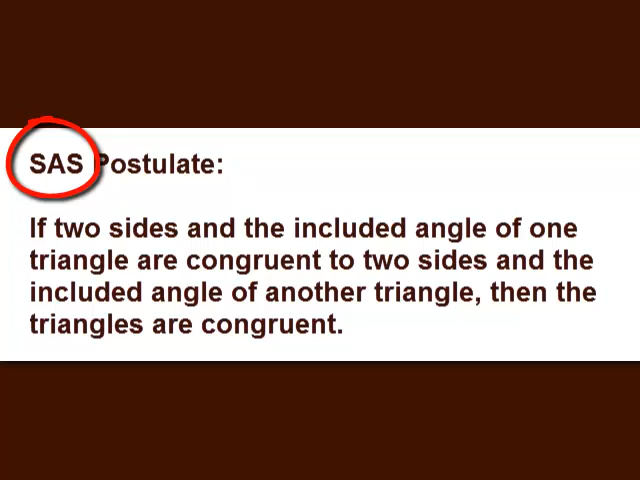 SAS Postulate:
If two sides and the included angle of one
triangle are congruent to two sides and the
included angle of another triangle, then the
triangles are congruent.